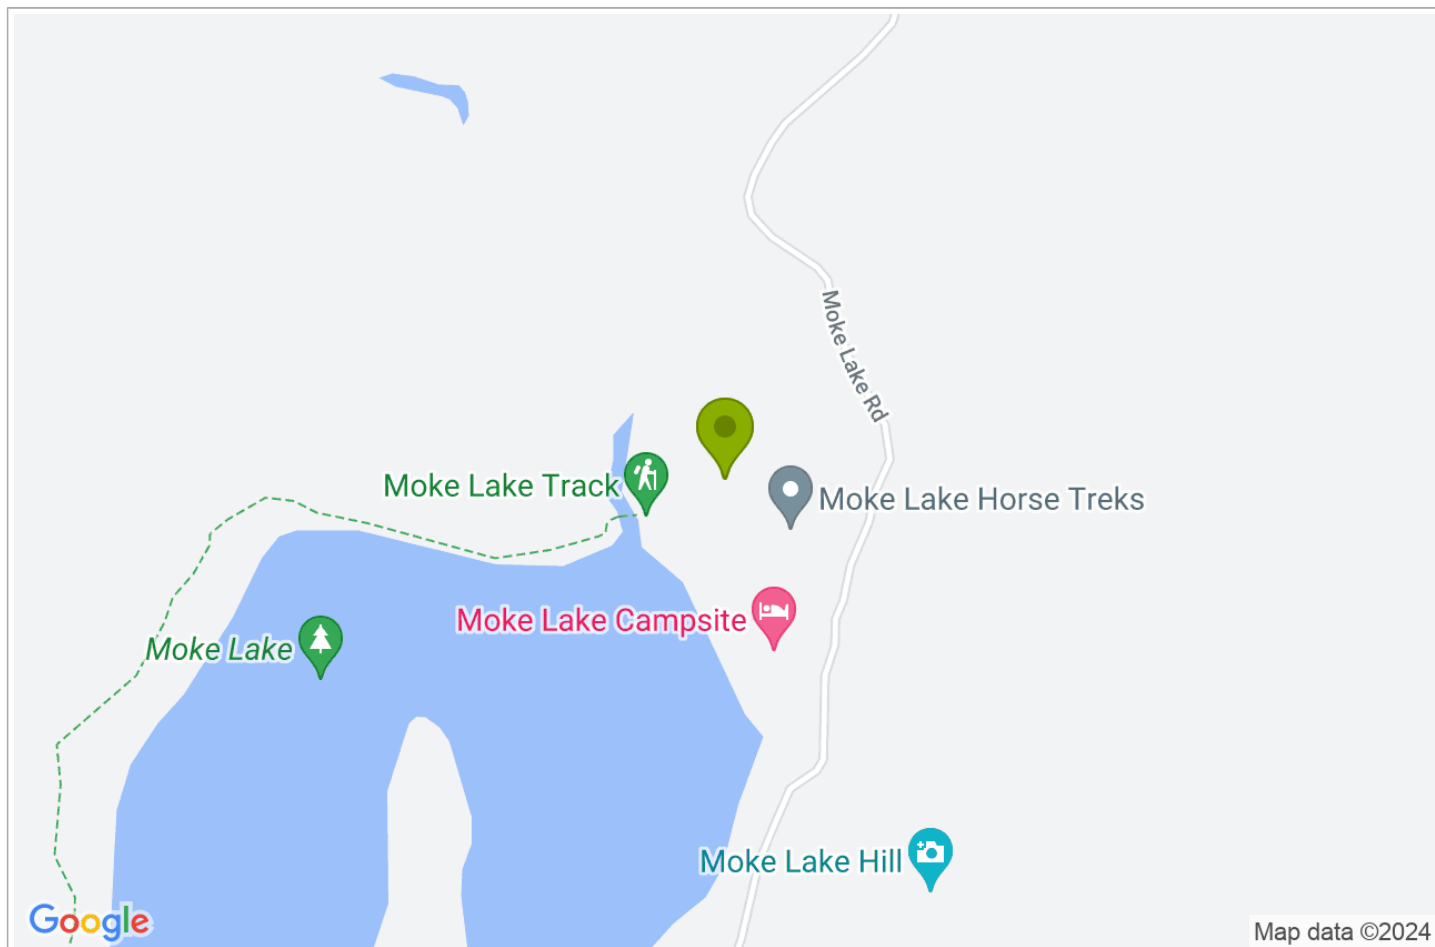 Moke Lake Rd
Moke Lake Track
Moke Lake Horse Treks
Moke Lake Campsite
Moke Lake
Moke Lake Hill
Google
Map data ©2024